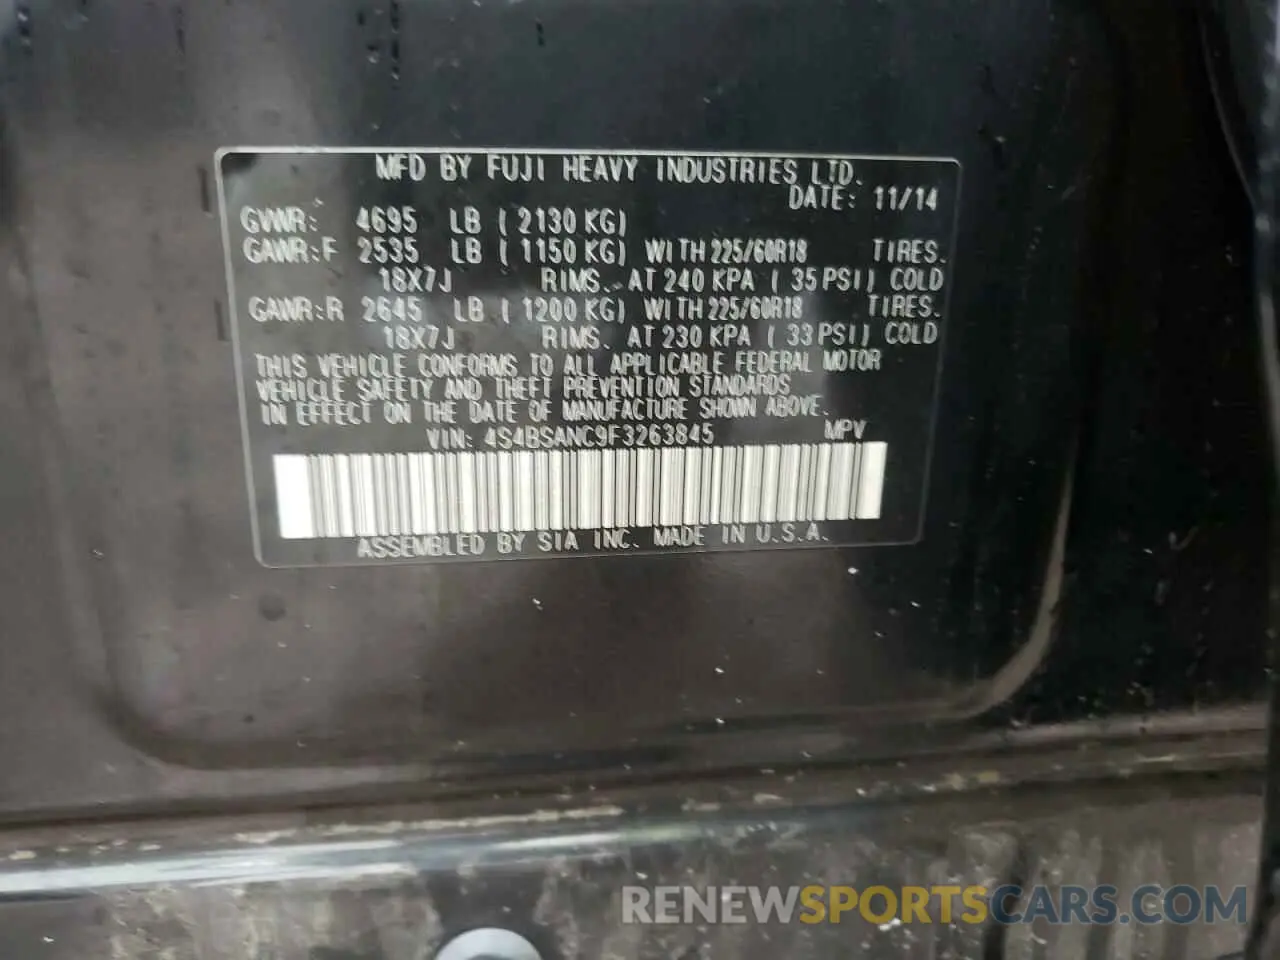 MFD BY FUJI HEAVY INDUSTRIES LTD.
DATE: 11/14
GVWR: 4695 LB ( 2130 KG)
GAWR:F 2535 LB ( 1150 KG) WITH 225/60R18 TIRES.
18X7J RIMS. AT 240 KPA ( 35 PSI) COLD
GAWR:R 2645 LB ( 1200 KG) WITH 225/60R18 TIRES.
18X7J RIMS. AT 230 KPA ( 33 PSI) COLD
THIS VEHICLE CONFORMS TO ALL APPLICABLE FEDERAL MOTOR
VEHICLE SAFETY AND THEFT PREVENTION STANDARDS
IN EFFECT ON THE DATE OF MANUFACTURE SHOWN ABOVE.
VIN: 4S4BSANC9F3263845 MPV
ASSEMBLED BY SIA INC. MADE IN U.S.A.
RENEWSPORTSCARS.COM